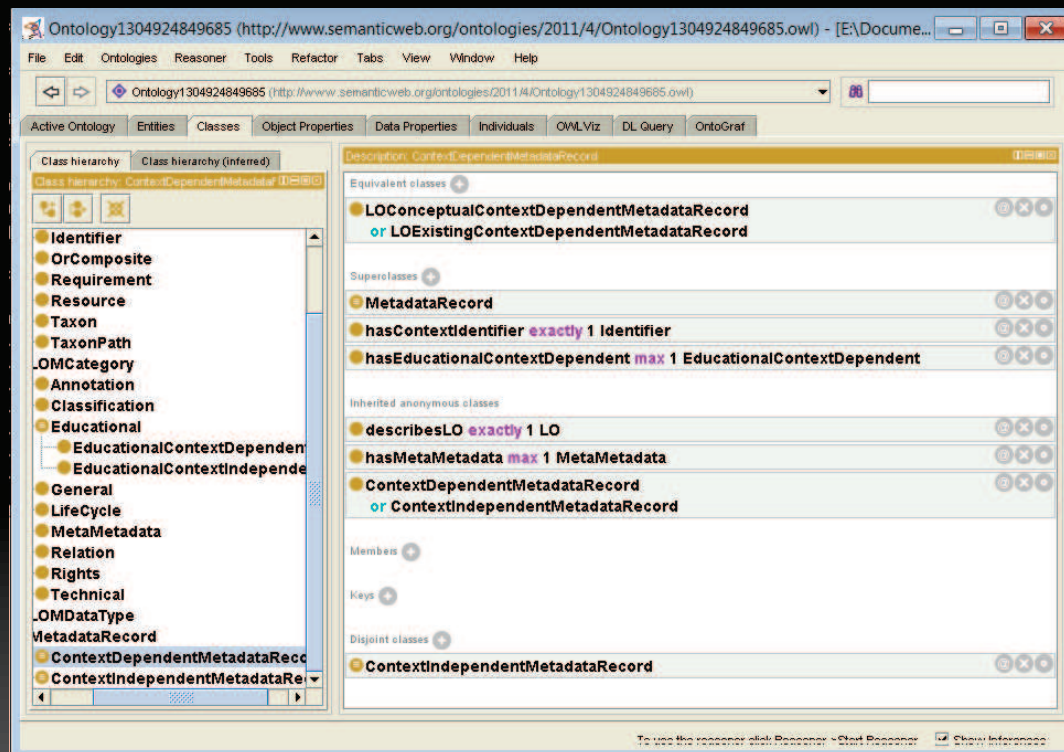 Ontology1304924849685 (http://www.semanticweb.org/ontologies/2011/4/Ontology1304924849685.owl) - [E:\Docume...
File Edit Ontologies Reasoner Tools Refactor Tabs View Window Help
Ontology1304924849685 (http://www.semanticweb.org/ontologies/2011/4/Ontology1304924849685.owl)
Active Ontology Entities Classes Object Properties Data Properties Individuals OWLViz DL Query OntoGraf
Class hierarchy Class hierarchy (inferred)
Class hierarchy: ContextDependentMetadataR
Identifier
OrComposite
Requirement
Resource
Taxon
TaxonPath
LOMCategory
Annotation
Classification
Educational
EducationalContextDependent
EducationalContextIndepende
General
LifeCycle
MetaMetadata
Relation
Rights
Technical
LOMDataType
MetadataRecord
ContextDependentMetadataReco
ContextIndependentMetadataRe
Description: ContextDependentMetadataRecord
Equivalent classes
LOConceptualContextDependentMetadataRecord
or LOExistingContextDependentMetadataRecord
Superclasses
MetadataRecord
hasContextIdentifier exactly 1 Identifier
hasEducationalContextDependent max 1 EducationalContextDependent
Inherited anonymous classes
describesLO exactly 1 LO
hasMetaMetadata max 1 MetaMetadata
ContextDependentMetadataRecord
or ContextIndependentMetadataRecord
Members
Keys
Disjoint classes
ContextIndependentMetadataRecord
To use the reasoner click Reasoner->Start Reasoner Show Inferences